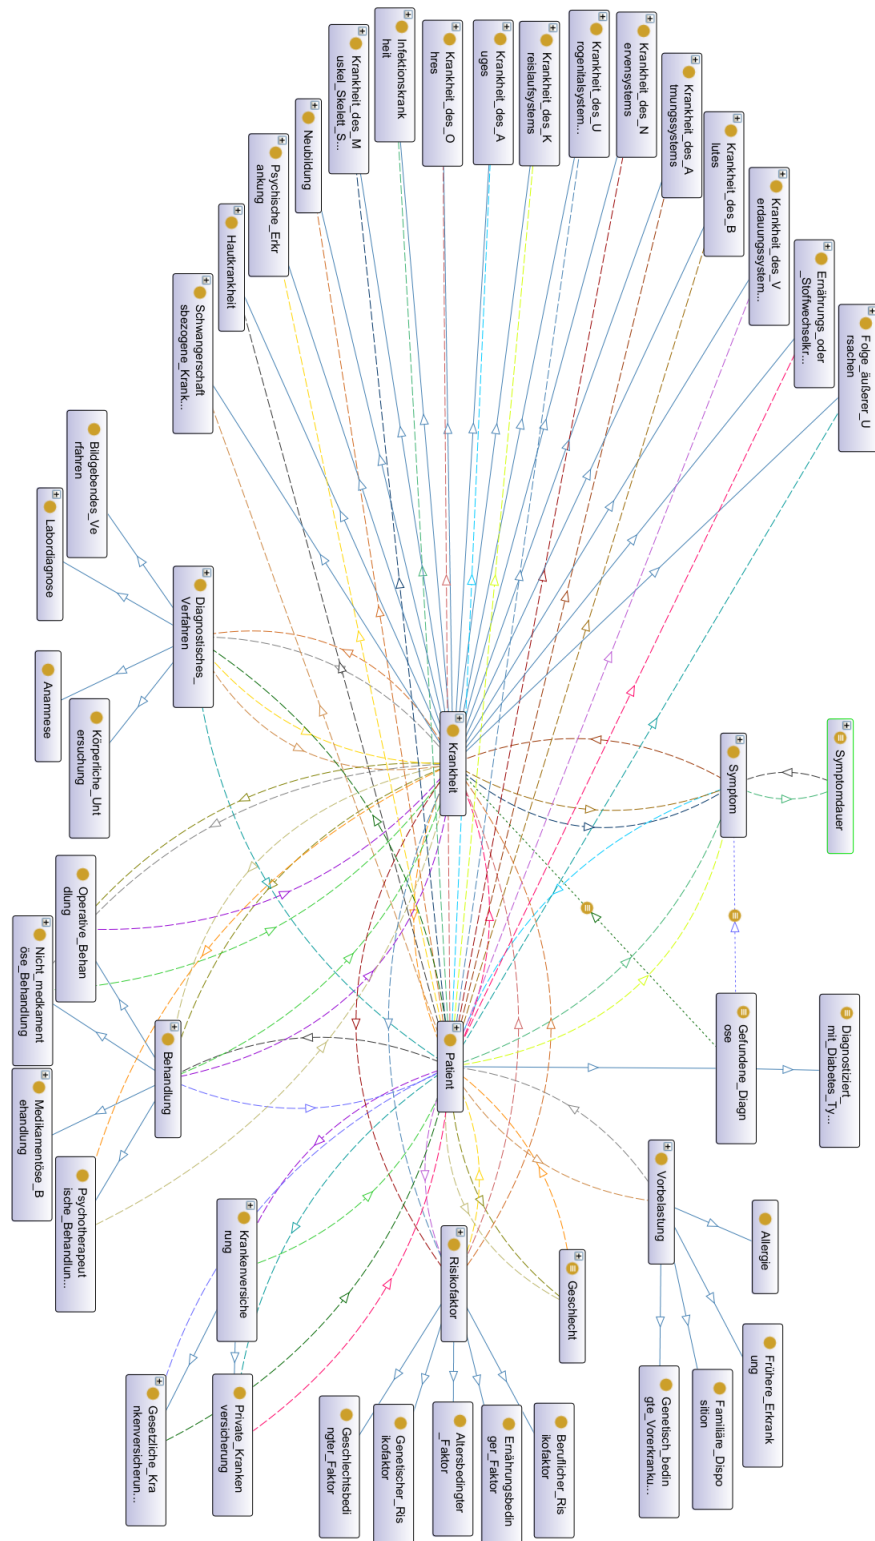 Folge_äußerer_U
rsachen
Ernährungs_oder
_Stoffwechselkr...
Krankheit_des_V
erdauungssystem...
Krankheit_des_B
lutes
Krankheit_des_A
tmungssystems
Krankheit_des_N
ervensystems
Krankheit_des_U
rogenitalsystem...
Krankheit_des_K
reislaufsystems
Krankheit_des_A
uges
Krankheit_des_O
hres
Infektionskrank
heit
Krankheit_des_M
uskel_Skelett_S...
Neubildung
Psychische_Erkr
ankung
Hautkrankheit
Schwangerschaft
sbezogene_Krank...
Bildgebendes_Ve
rfahren
Labordiagnose
Diagnostisches_
Verfahren
Anamnese
Körperliche_Unt
ersuchung
Symptomdauer
Symptom
Krankheit
Operative_Behan
dlung
Nicht_medikament
öse_Behandlung
Diagnostiziert_
mit_Diabetes_Ty...
Gefundene_Diagn
ose
Patient
Behandlung
Medikamentöse_B
ehandlung
Psychotherapeut
ische_Behandlun...
Vorbelastung
Allergie
Geschlecht
Risikofaktor
Krankenversiche
rung
Frühere_Erkrank
ung
Familiäre_Dispo
sition
Genetisch_bedin
gte_Vorerkranku...
Beruflicher_Ris
ikofaktor
Ernährungsbedin
ger_Faktor
Altersbedingter
_Faktor
Genetischer_Ris
ikofaktor
Geschlechtsbedi
ngter_Faktor
Private_Kranken
versicherung
Gesetzliche_Kra
nkenversicherun...